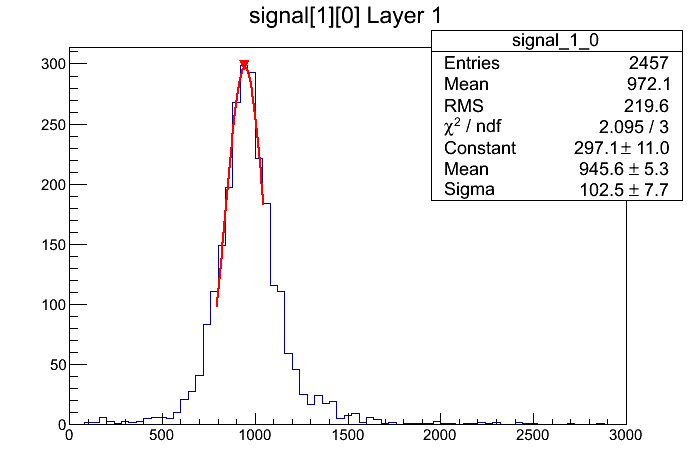 signal[1][0] Layer 1
signal_1_0
Entries 2457
Mean 972.1
RMS 219.6
χ² / ndf 2.095 / 3
Constant 297.1 ± 11.0
Mean 945.6 ± 5.3
Sigma 102.5 ± 7.7
300
250
200
150
100
50
0
0 500 1000 1500 2000 2500 3000